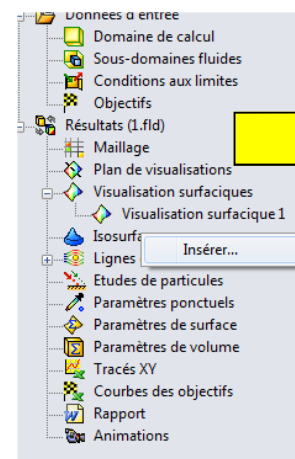 Données d'entrée
Domaine de calcul
Sous-domaines fluides
Conditions aux limites
Objectifs
Résultats (1.fld)
Maillage
Plan de visualisations
Visualisation surfaciques
Visualisation surfacique 1
Insérer...
Lignes
Etudes de particules
Paramètres ponctuels
Paramètres de surface
Paramètres de volume
Tracés XY
Courbes des objectifs
Rapport
Animations